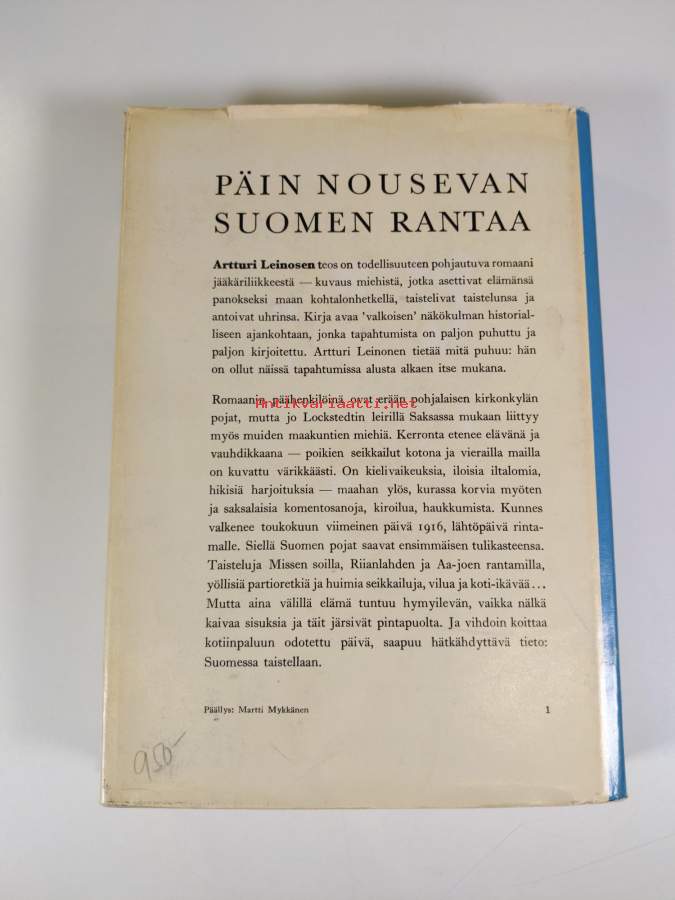 PÄIN NOUSEVAN
SUOMEN RANTAA
Artturi Leinosen teos on todellisuuteen pohjautuva romaani
jääkäriliikkeestä — kuvaus miehistä, jotka asettivat elämänsä
panokseksi maan kohtalonhetkellä, taistelivat taistelunsa ja
antoivat uhrinsa. Kirja avaa 'valkoisen' näkökulman historial-
liseen ajankohtaan, jonka tapahtumista on paljon puhuttu ja
paljon kirjoitettu. Artturi Leinonen tietää mitä puhuu: hän
on ollut näissä tapahtumissa alusta alkaen itse mukana.
Romaanin päähenkilöinä ovat erään pohjalaisen kirkonkylän
Antikvariaatti.net
pojat, mutta jo Lockstedtin leirillä Saksassa mukaan liittyy
myös muiden maakuntien miehiä. Kerronta etenee elävänä ja
vauhdikkaana — poikien seikkailut kotona ja vierailla mailla
on kuvattu värikkäästi. On kielivaikeuksia, iloisia iltalomia,
hikisiä harjoituksia — maahan ylös, kurassa korvia myöten
ja saksalaisia komentosanoja, kiroilua, haukkumista. Kunnes
valkenee toukokuun viimeinen päivä 1916, lähtöpäivä rinta-
malle. Siellä Suomen pojat saavat ensimmäisen tulikasteensa.
Taisteluja Missen soilla, Riianlahden ja Aa-joen rantamilla,
yöllisiä partioretkiä ja huimia seikkailuja, vilua ja koti-ikävää...
Mutta aina välillä elämä tuntuu hymyilevän, vaikka nälkä
kaivaa sisuksia ja täit järsivät pintapuolta. Ja vihdoin koittaa
kotiinpaluun odotettu päivä, saapuu hätkähdyttävä tieto:
Suomessa taistellaan.
Päällys: Martti Mykkänen 1
950-